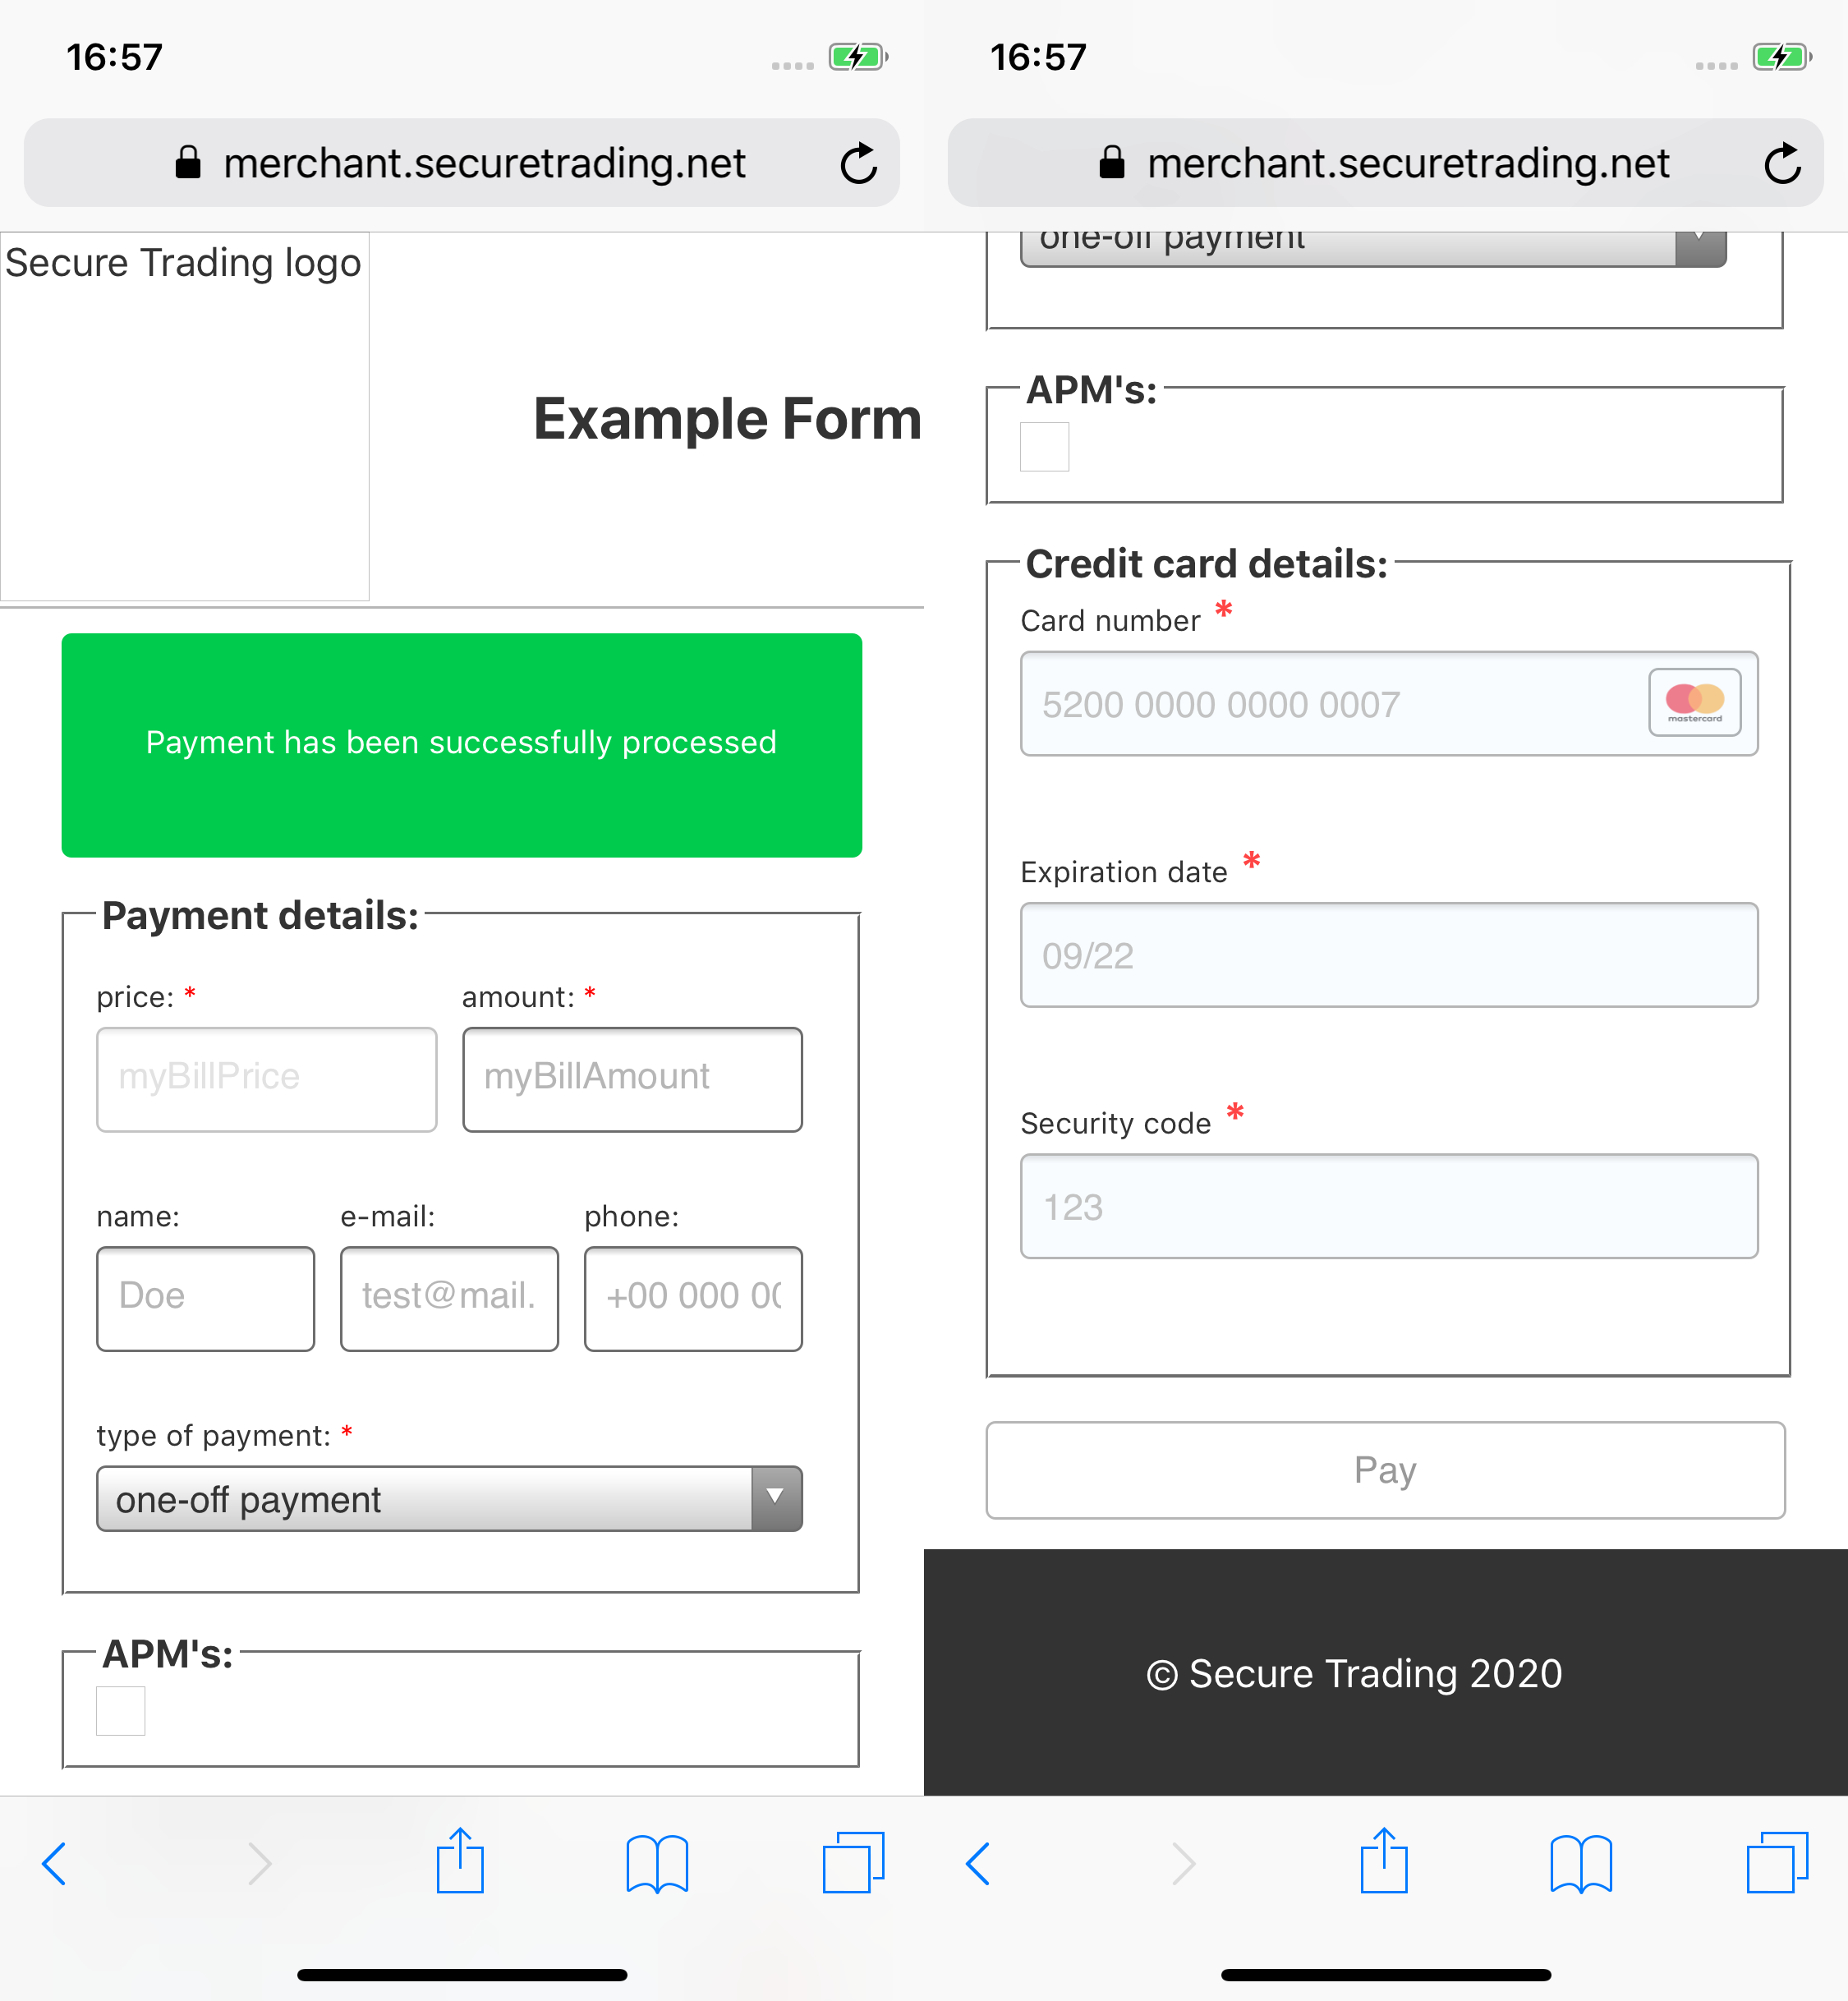 16:57
merchant.securetrading.net
Secure Trading logo
Example Form
Payment has been successfully processed
Payment details:
price: *
amount: *
myBillPrice
myBillAmount
name:
e-mail:
phone:
Doe
test@mail.
+00 000 00
type of payment: *
one-off payment
APM's:
16:57
merchant.securetrading.net
one-off payment
APM's:
Credit card details:
Card number *
5200 0000 0000 0007
mastercard
Expiration date *
09/22
Security code *
123
Pay
© Secure Trading 2020